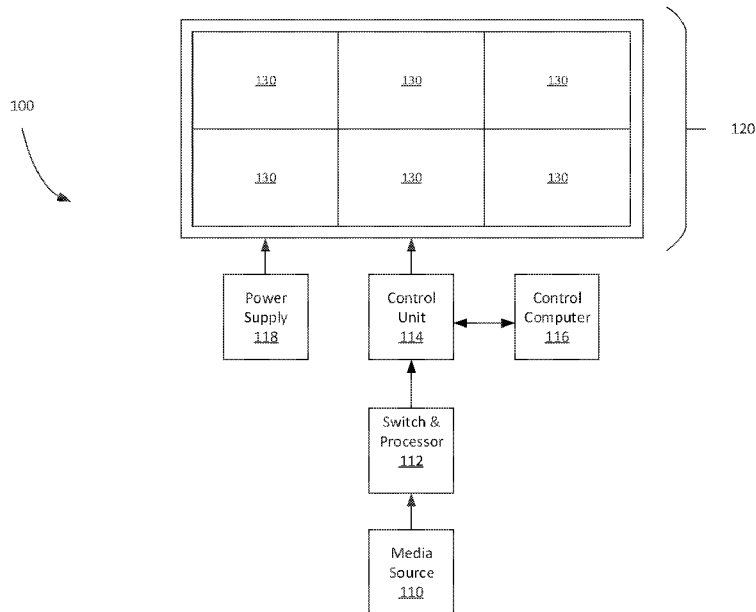 130 130 130
100
120
130 130 130
Power
Supply
118
Control
Unit
114
Control
Computer
116
Switch &
Processor
112
Media
Source
110